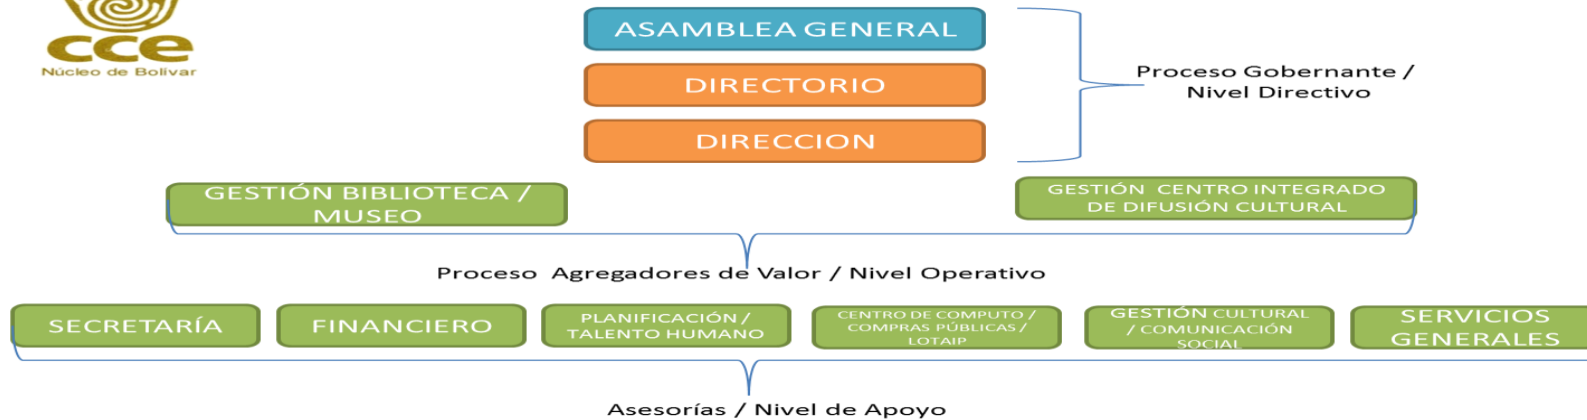 cce
Núcleo de Bolivar
ASAMBLEA GENERAL
DIRECTORIO
DIRECCION
Proceso Gobernante /
Nivel Directivo
GESTIÓN BIBLIOTECA /
MUSEO
GESTIÓN CENTRO INTEGRADO
DE DIFUSIÓN CULTURAL
Proceso Agregadores de Valor / Nivel Operativo
SECRETARÍA
FINANCIERO
PLANIFICACIÓN /
TALENTO HUMANO
CENTRO DE COMPUTO /
COMPRAS PÚBLICAS /
LOTAIP
GESTIÓN CULTURAL
/ COMUNICACIÓN
SOCIAL
SERVICIOS
GENERALES
Asesorías / Nivel de Apoyo